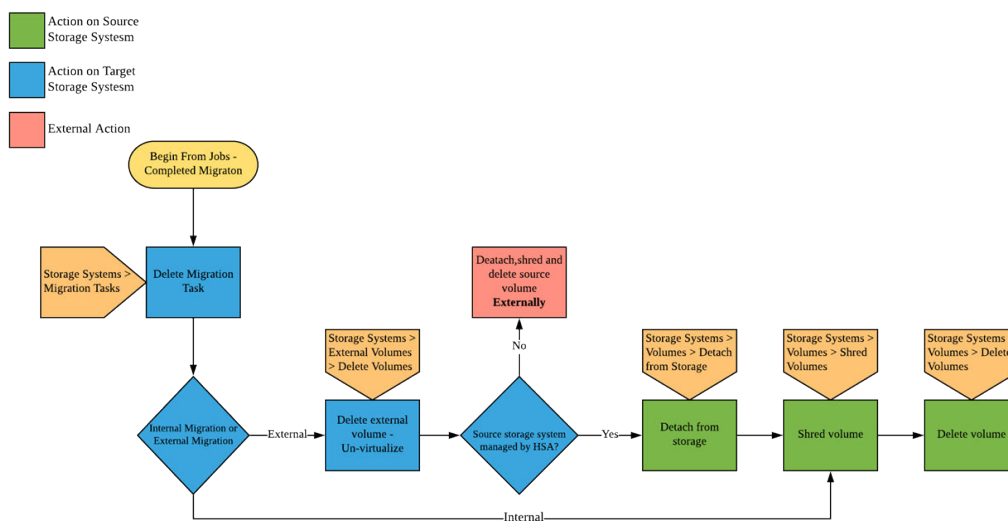 Action on Source
Storage Systesm
Action on Target
Storage Systesm
External Action
Begin From Jobs -
Completed Migraton
Storage Systems >
Migration Tasks
Delete Migration
Task
Deatach,shred and
delete source
volume
Externally
No
Storage Systems >
External Volumes
> Delete Volumes
Storage Systems >
Volumes > Detach
from Storage
Storage Systems >
Volumes > Shred
Volumes
Storage Systems
Volumes > Delete
Volumes
Internal Migration or
External Migration
External
Delete external
volume -
Un-virtualize
Source storage system
managed by HSA?
Yes
Detach from
storage
Shred volume
Delete volume
Internal